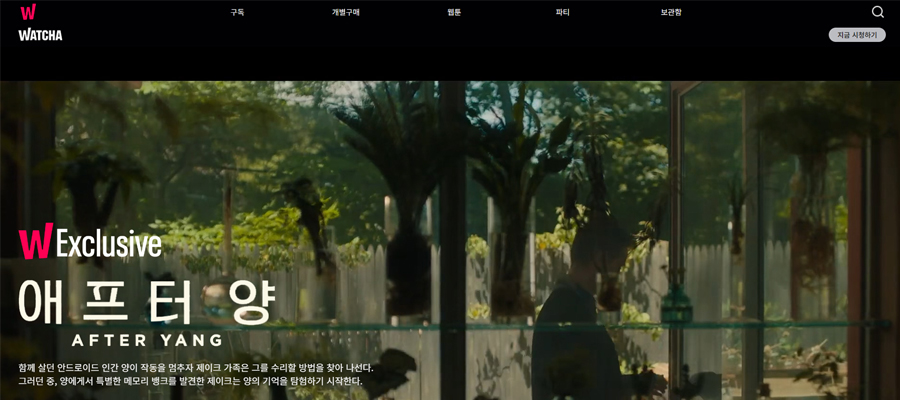 W
구독
개별구매
웹툰
파티
보관함
WATCHA
지금 시청하기
W Exclusive
애프터 양
AFTER YANG
함께 살던 안드로이드 인간 양이 작동을 멈추자 제이크 가족은 그를 수리할 방법을 찾아 나선다.
그러던 중, 양에게서 특별한 메모리 뱅크를 발견한 제이크는 양의 기억을 탐험하기 시작한다.